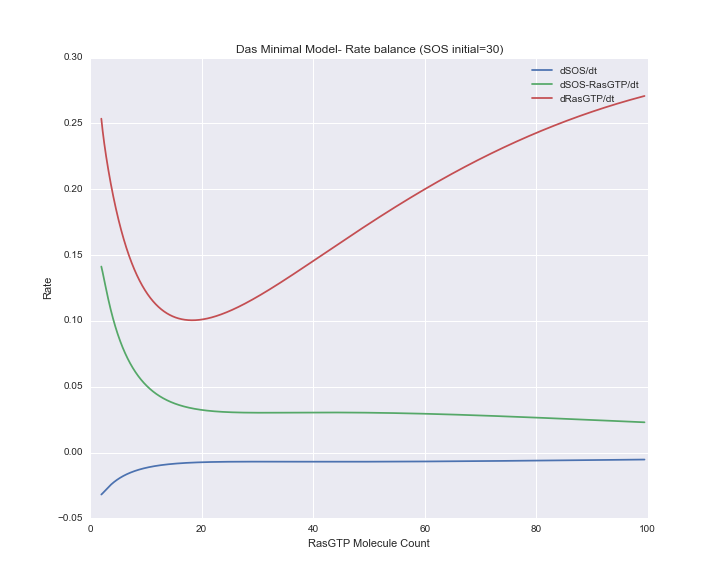 Das Minimal Model- Rate balance (SOS initial=30)
dSOS/dt
dSOS-RasGTP/dt
dRasGTP/dt
0.30
0.25
0.20
0.15
0.10
0.05
0.00
−0.05
Rate
0 20 40 60 80 100
RasGTP Molecule Count